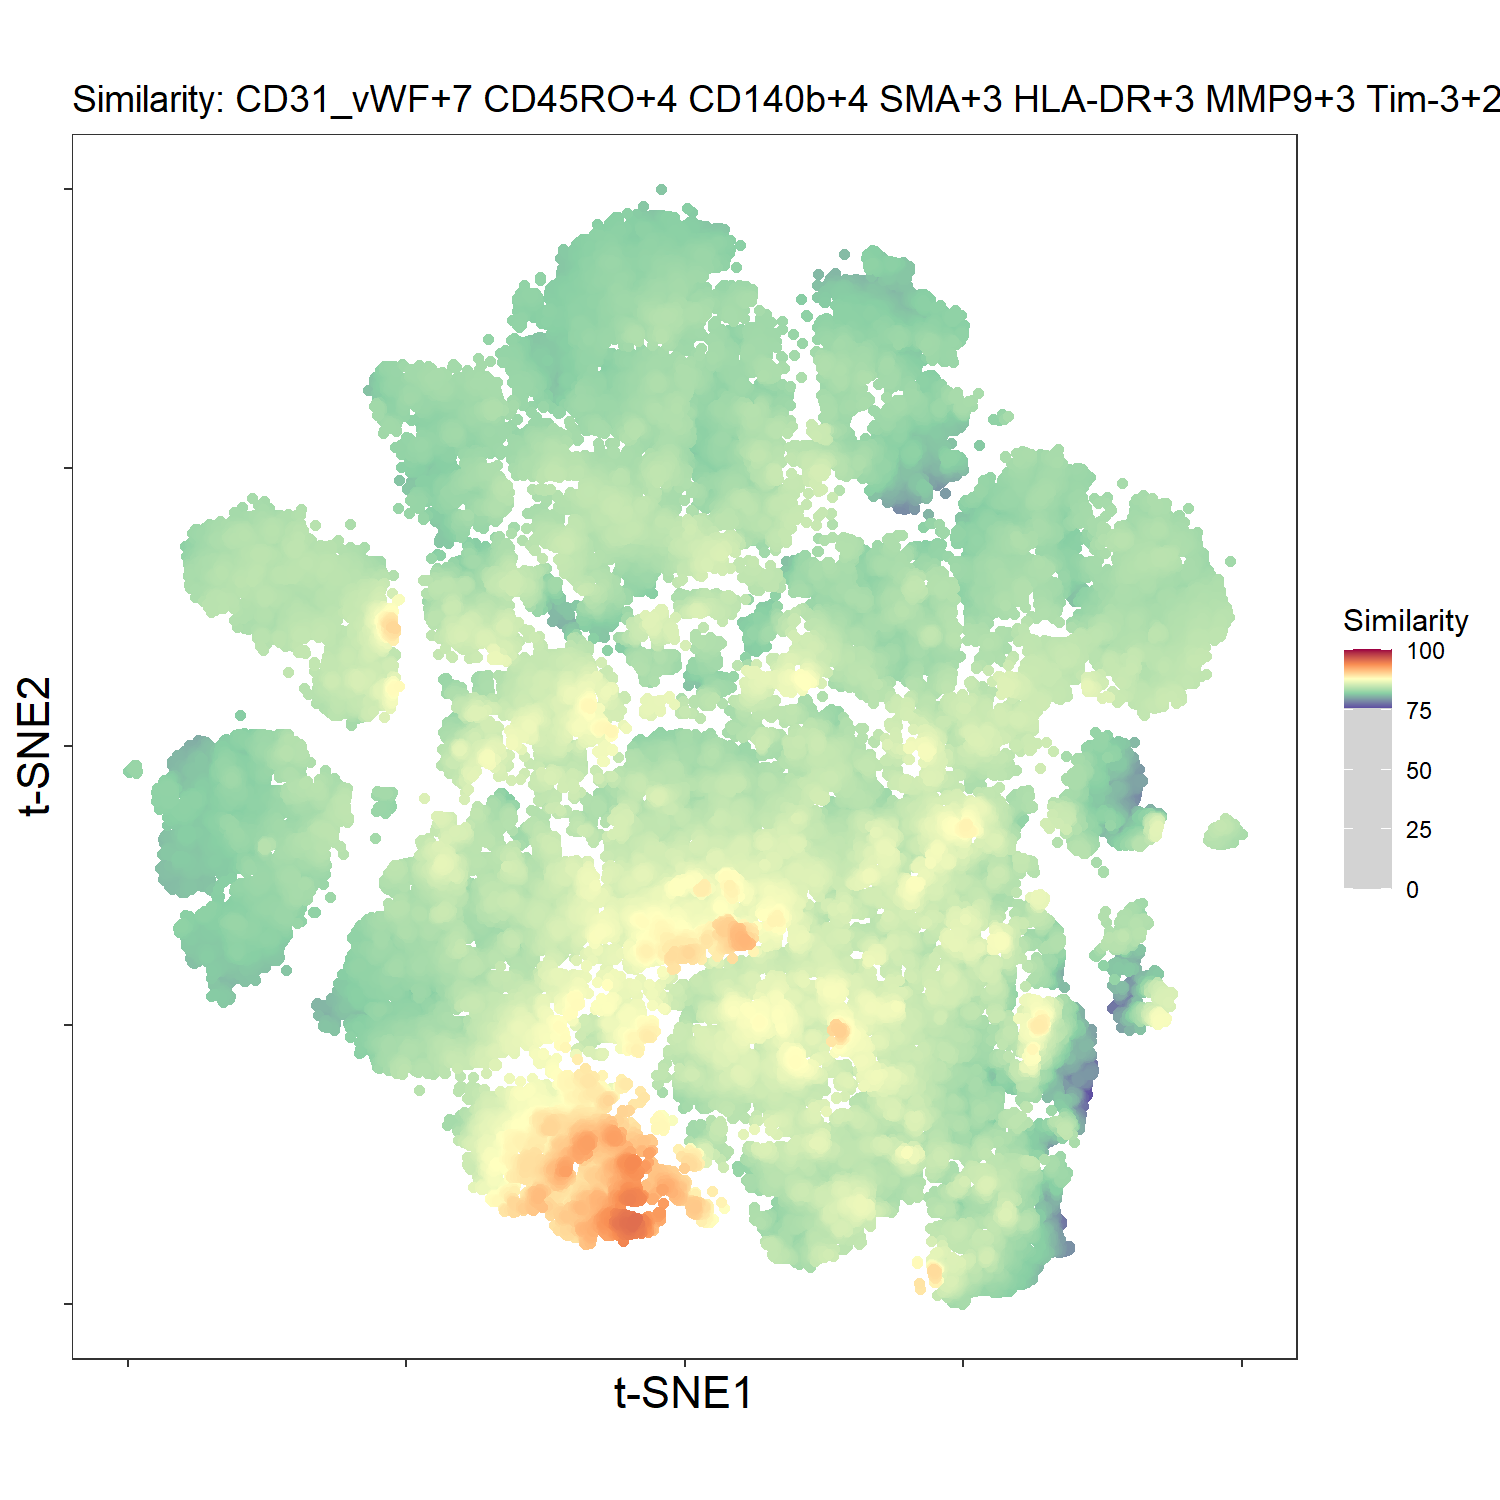 Similarity: CD31_vWF+7 CD45RO+4 CD140b+4 SMA+3 HLA-DR+3 MMP9+3 Tim-3+2
t-SNE2
Similarity
100
75
50
25
0
t-SNE1